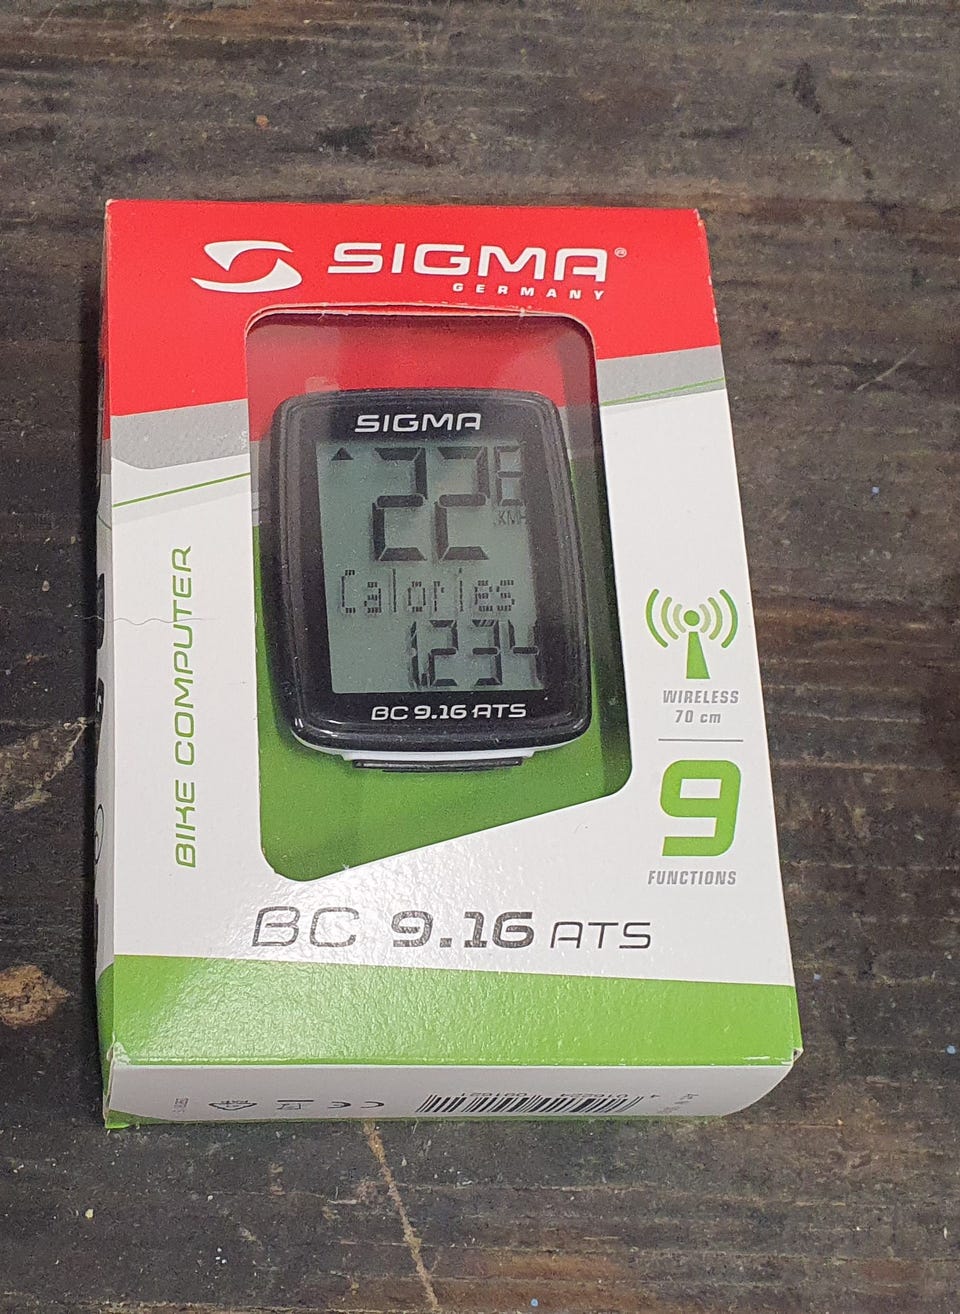 SIGMA®
GERMANY
SIGMA
22
KMH
Calories
1234
BC 9.16 ATS
BIKE COMPUTER
WIRELESS
70 cm
9
FUNCTIONS
BC 9.16 ATS